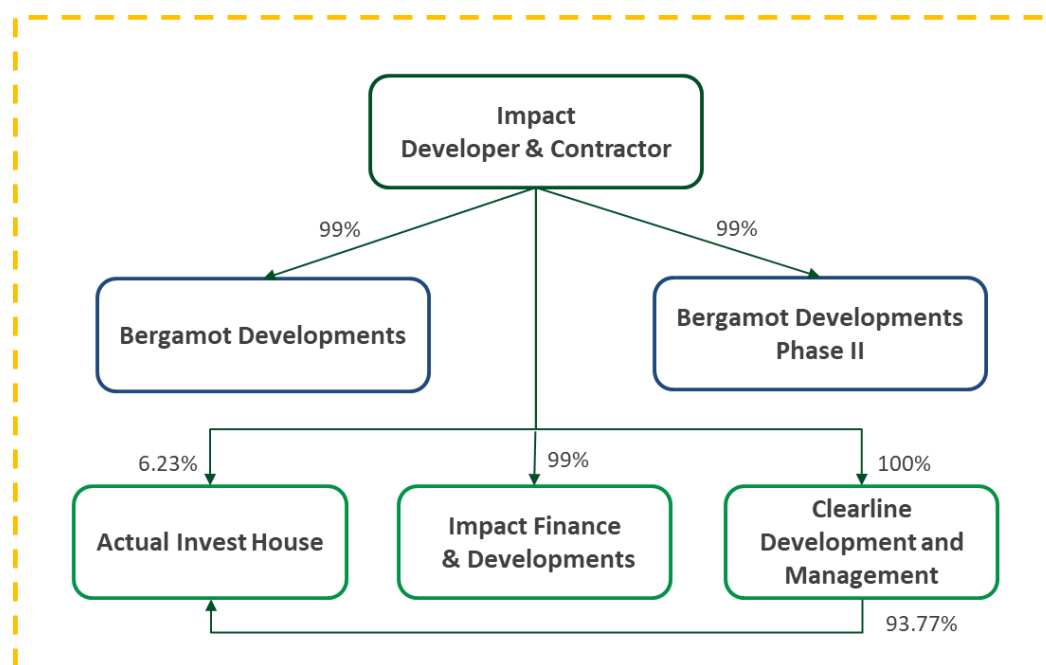 Impact
Developer & Contractor
99%
99%
Bergamot Developments
Bergamot Developments
Phase II
6.23%
99%
100%
Actual Invest House
Impact Finance
& Developments
Clearline
Development and
Management
93.77%